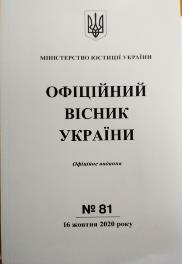 МІНІСТЕРСТВО ЮСТИЦІЇ УКРАЇНИ
ОФІЦІЙНИЙ
ВІСНИК
УКРАЇНИ
Офіційне видання
№ 81
16 жовтня 2020 року